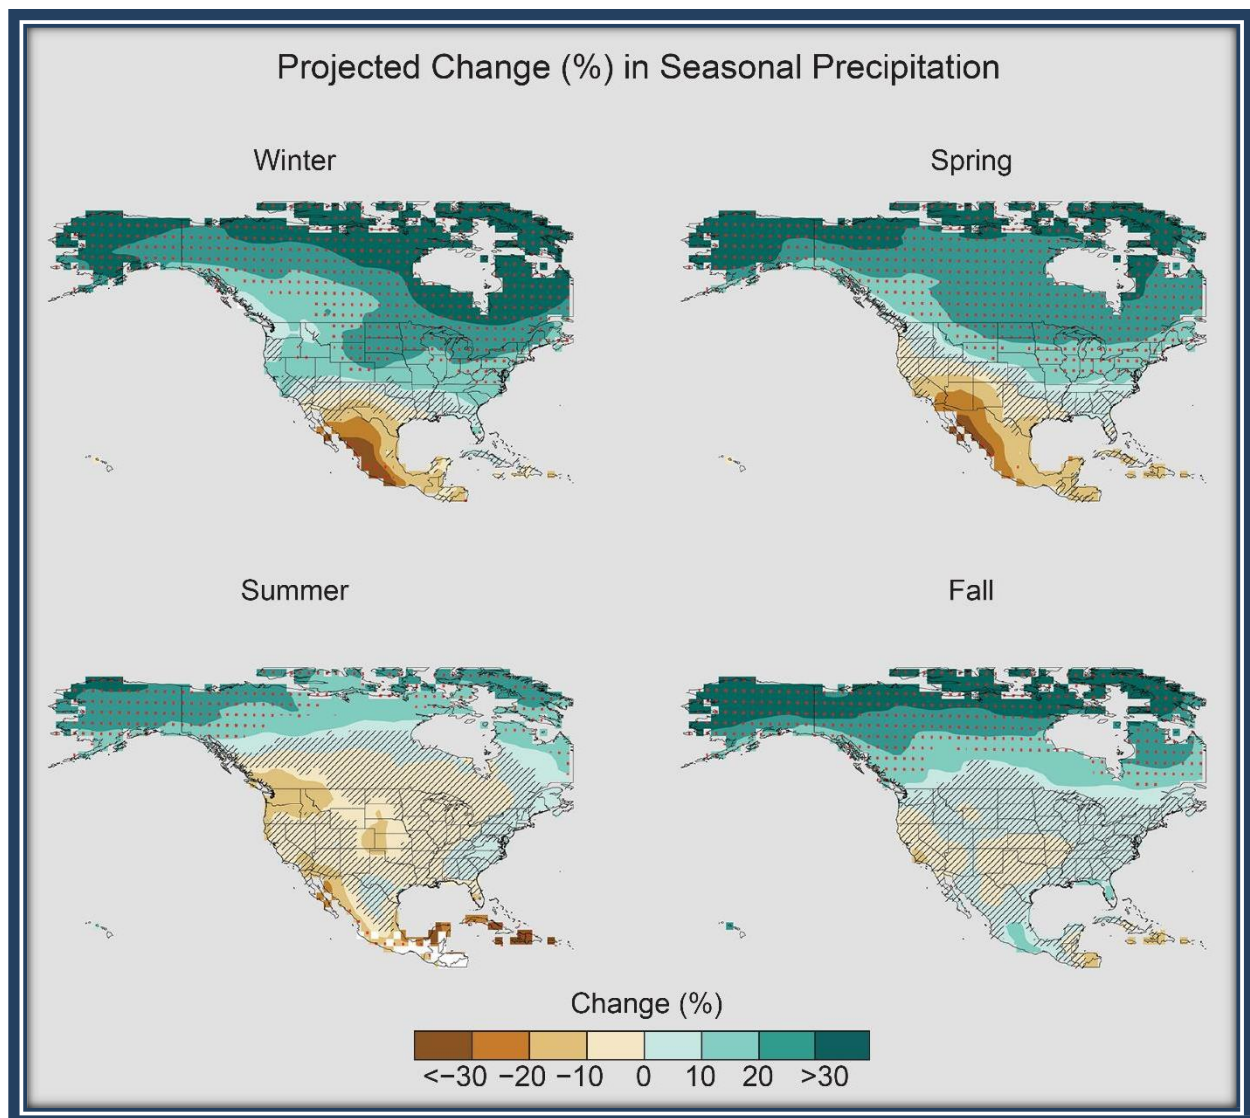 Projected Change (%) in Seasonal Precipitation
Winter
Spring
Summer
Fall
Change (%)
<−30 −20 −10 0 10 20 >30